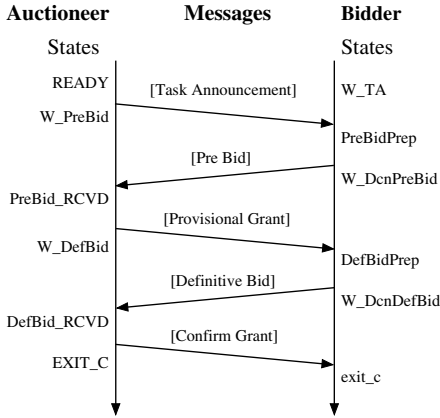 Auctioneer Messages Bidder
States States
READY
[Task Announcement]
W_TA
W_PreBid
PreBidPrep
[Pre Bid]
W_DcnPreBid
PreBid_RCVD
[Provisional Grant]
W_DefBid
DefBidPrep
[Definitive Bid]
W_DcnDefBid
DefBid_RCVD
[Confirm Grant]
EXIT_C
exit_c